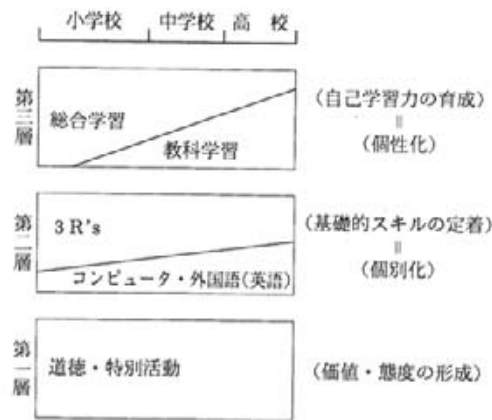 小学校 中学校 高 校
第三層
総合学習
教科学習
(自己学習力の育成)
‖
(個性化)
第二層
3 R's
コンピュータ・外国語(英語)
(基礎的スキルの定着)
‖
(個別化)
第一層
道徳・特別活動
(価値・態度の形成)